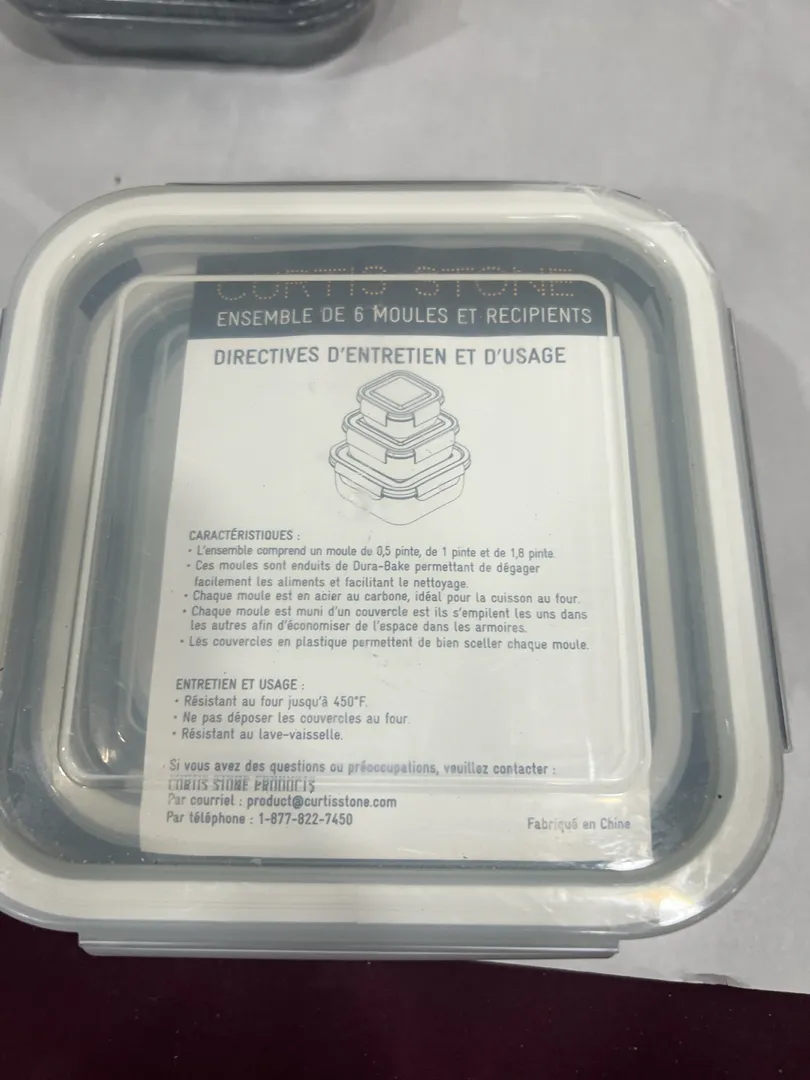 CURTIS STONE
ENSEMBLE DE 6 MOULES ET RECIPIENTS
DIRECTIVES D'ENTRETIEN ET D'USAGE
CARACTÉRISTIQUES :
• L'ensemble comprend un moule de 0,5 pinte, de 1 pinte et de 1,8 pinte.
• Ces moules sont enduits de Dura-Bake permettant de dégager
facilement les aliments et facilitant le nettoyage.
• Chaque moule est en acier au carbone, idéal pour la cuisson au four.
• Chaque moule est muni d'un couvercle est ils s'empilent les uns dans
les autres afin d'économiser de l'espace dans les armoires.
• Les couvercles en plastique permettent de bien sceller chaque moule.
ENTRETIEN ET USAGE :
• Résistant au four jusqu'à 450°F.
• Ne pas déposer les couvercles au four.
• Résistant au lave-vaisselle.
Si vous avez des questions ou préoccupations, veuillez contacter :
CURTIS STONE PRODUCTS
Par courriel : product@curtisstone.com
Par téléphone : 1-877-822-7450
Fabriqué en Chine